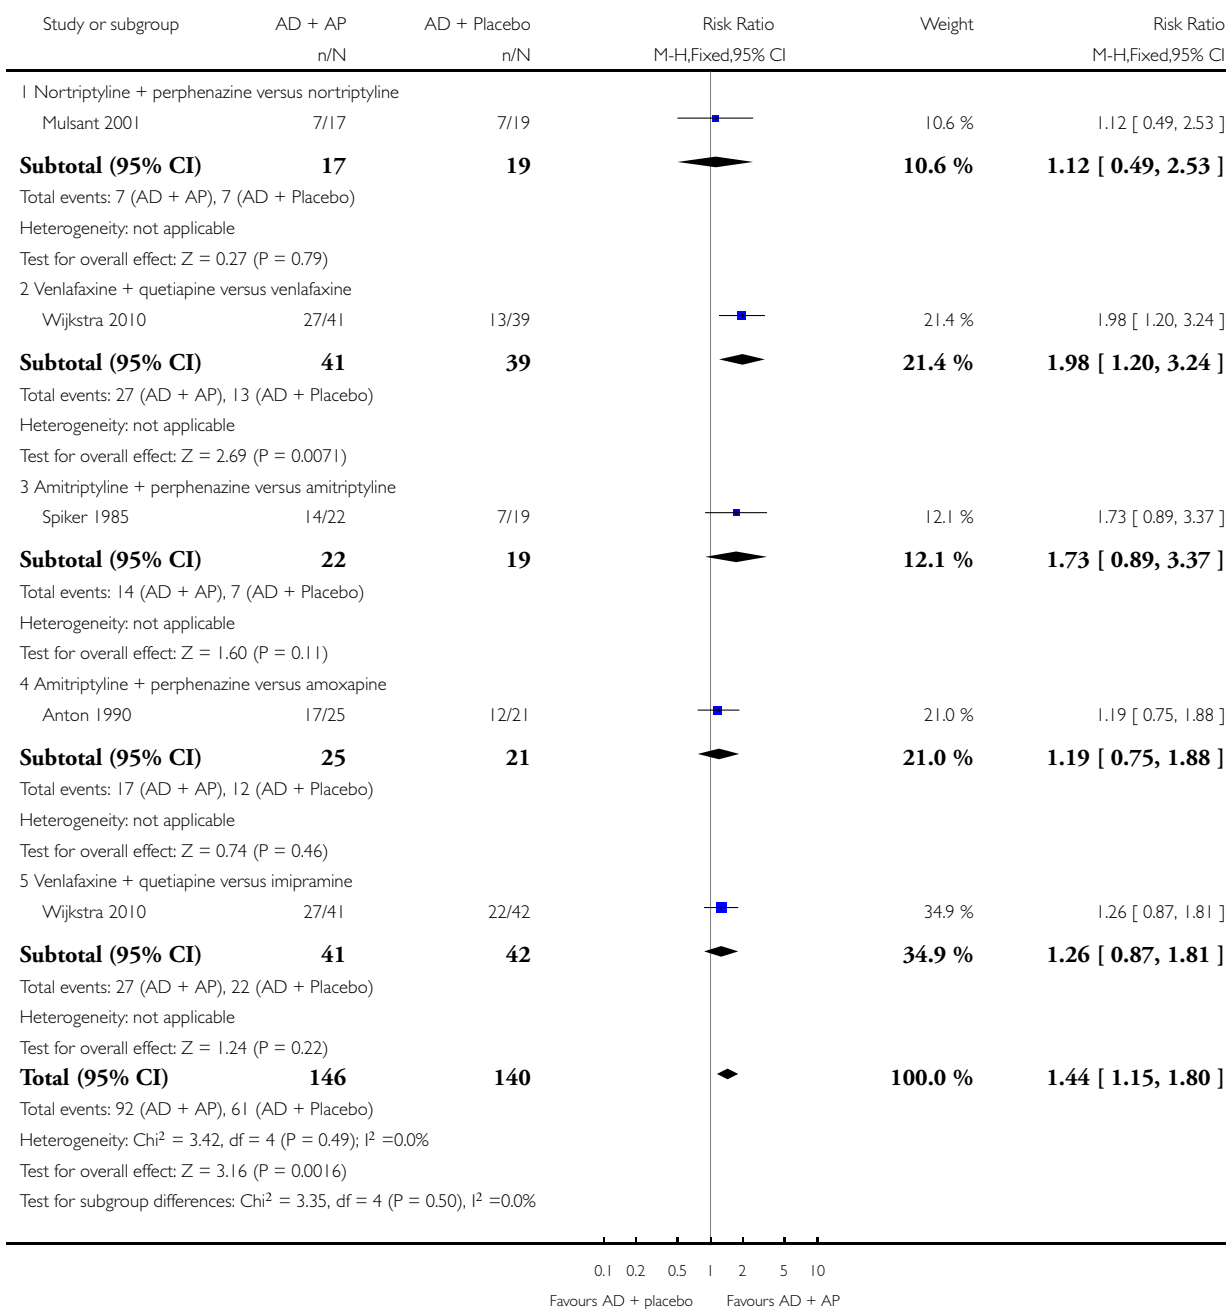 Study or subgroup AD + AP AD + Placebo Risk Ratio Weight Risk Ratio
n/N n/N M-H,Fixed,95% CI M-H,Fixed,95% CI
1 Nortriptyline + perphenazine versus nortriptyline
Mulsant 2001 7/17 7/19 10.6 % 1.12 [ 0.49, 2.53 ]
Subtotal (95% CI) 17 19 10.6 % 1.12 [ 0.49, 2.53 ]
Total events: 7 (AD + AP), 7 (AD + Placebo)
Heterogeneity: not applicable
Test for overall effect: Z = 0.27 (P = 0.79)
2 Venlafaxine + quetiapine versus venlafaxine
Wijkstra 2010 27/41 13/39 21.4 % 1.98 [ 1.20, 3.24 ]
Subtotal (95% CI) 41 39 21.4 % 1.98 [ 1.20, 3.24 ]
Total events: 27 (AD + AP), 13 (AD + Placebo)
Heterogeneity: not applicable
Test for overall effect: Z = 2.69 (P = 0.0071)
3 Amitriptyline + perphenazine versus amitriptyline
Spiker 1985 14/22 7/19 12.1 % 1.73 [ 0.89, 3.37 ]
Subtotal (95% CI) 22 19 12.1 % 1.73 [ 0.89, 3.37 ]
Total events: 14 (AD + AP), 7 (AD + Placebo)
Heterogeneity: not applicable
Test for overall effect: Z = 1.60 (P = 0.11)
4 Amitriptyline + perphenazine versus amoxapine
Anton 1990 17/25 12/21 21.0 % 1.19 [ 0.75, 1.88 ]
Subtotal (95% CI) 25 21 21.0 % 1.19 [ 0.75, 1.88 ]
Total events: 17 (AD + AP), 12 (AD + Placebo)
Heterogeneity: not applicable
Test for overall effect: Z = 0.74 (P = 0.46)
5 Venlafaxine + quetiapine versus imipramine
Wijkstra 2010 27/41 22/42 34.9 % 1.26 [ 0.87, 1.81 ]
Subtotal (95% CI) 41 42 34.9 % 1.26 [ 0.87, 1.81 ]
Total events: 27 (AD + AP), 22 (AD + Placebo)
Heterogeneity: not applicable
Test for overall effect: Z = 1.24 (P = 0.22)
Total (95% CI) 146 140 100.0 % 1.44 [ 1.15, 1.80 ]
Total events: 92 (AD + AP), 61 (AD + Placebo)
Heterogeneity: Chi² = 3.42, df = 4 (P = 0.49); I² =0.0%
Test for overall effect: Z = 3.16 (P = 0.0016)
Test for subgroup differences: Chi² = 3.35, df = 4 (P = 0.50), I² =0.0%
0.1 0.2 0.5 1 2 5 10
Favours AD + placebo Favours AD + AP